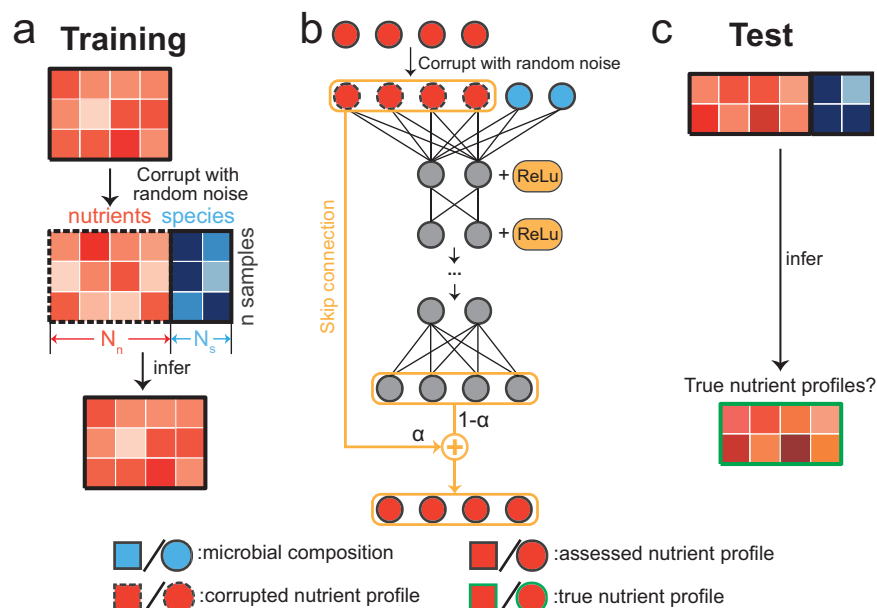 a Training
Corrupt with
random noise
nutrients species
n samples
Nn Ns
infer
b
Corrupt with random noise
+ ReLu
+ ReLu
...
Skip connection
α
1-α
+
c Test
infer
True nutrient profiles?
:microbial composition
:assessed nutrient profile
:corrupted nutrient profile
:true nutrient profile